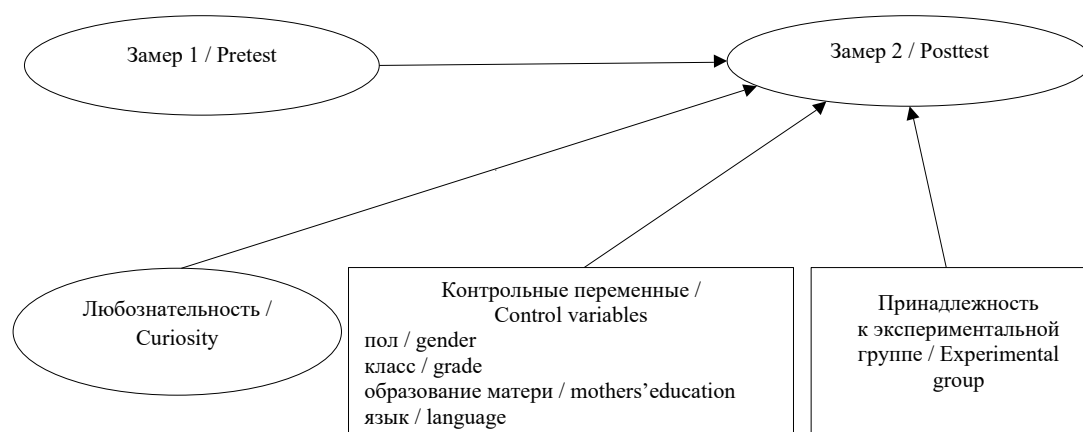 Замер 1 / Pretest
Замер 2 / Posttest
Любознательность /
Curiosity
Контрольные переменные /
Control variables
пол / gender
класс / grade
образование матери / mothers’education
язык / language
Принадлежность
к экспериментальной
группе / Experimental
group